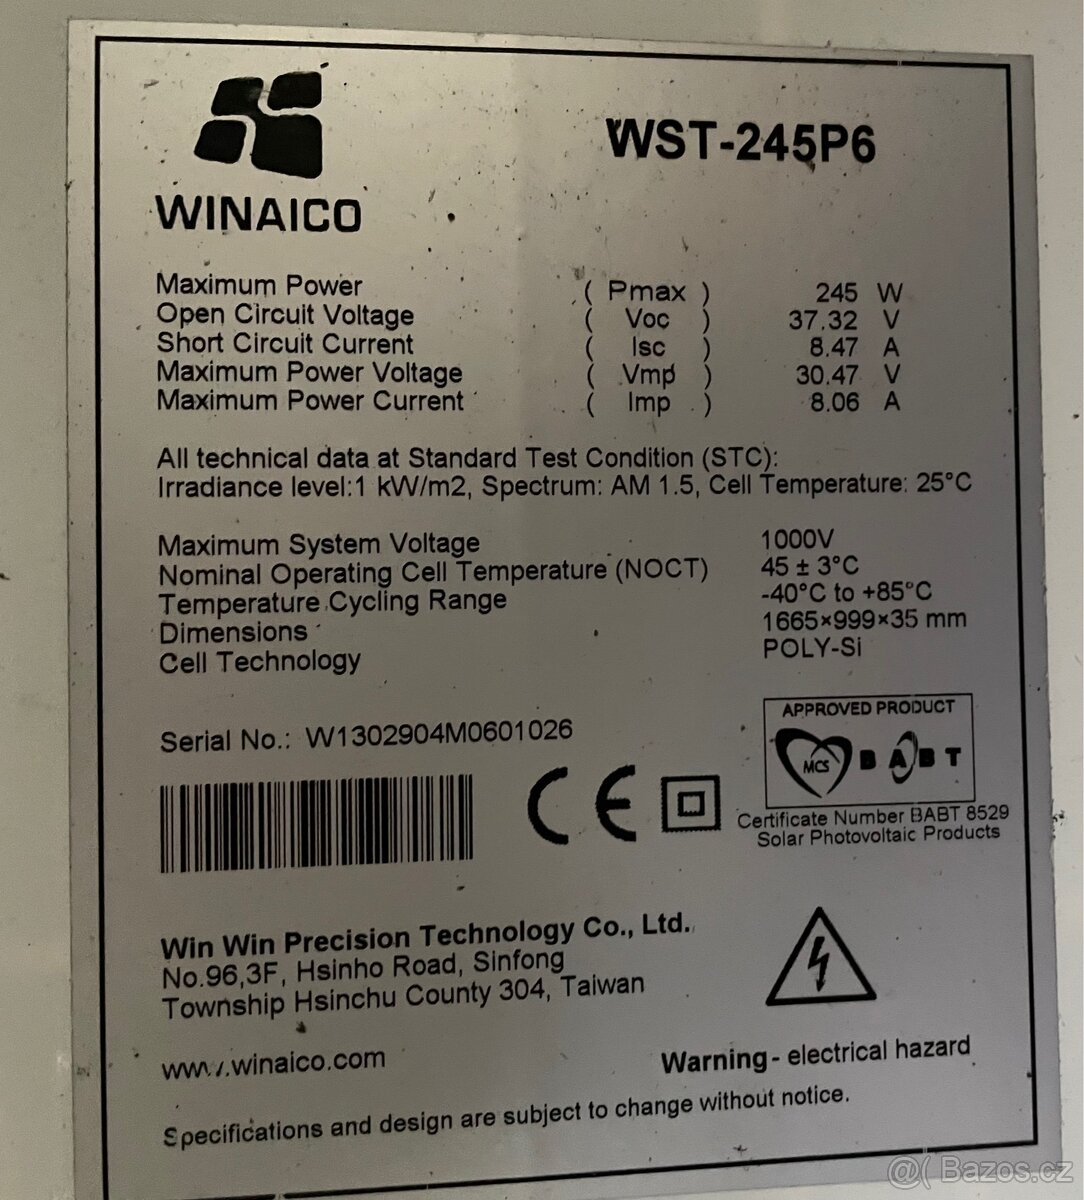 WINAICO
WST-245P6
Maximum Power ( Pmax ) 245 W
Open Circuit Voltage ( Voc ) 37.32 V
Short Circuit Current ( Isc ) 8.47 A
Maximum Power Voltage ( Vmp ) 30.47 V
Maximum Power Current ( Imp ) 8.06 A
All technical data at Standard Test Condition (STC):
Irradiance level:1 kW/m2, Spectrum: AM 1.5, Cell Temperature: 25°C
Maximum System Voltage 1000V
Nominal Operating Cell Temperature (NOCT) 45 ± 3°C
Temperature Cycling Range -40°C to +85°C
Dimensions 1665×999×35 mm
Cell Technology POLY-Si
Serial No.: W1302904M0601026
CE
APPROVED PRODUCT
MCS BABT
Certificate Number BABT 8529
Solar Photovoltaic Products
Win Win Precision Technology Co., Ltd.
No.96,3F, Hsinho Road, Sinfong
Township Hsinchu County 304, Taiwan
www.winaico.com
Warning - electrical hazard
Specifications and design are subject to change without notice.
@( Bazos.cz